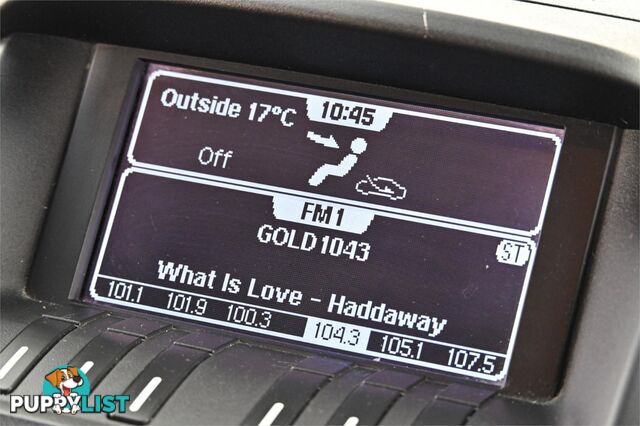 Outside 17°C
10:45
Off
FM1
GOLD1043
ST
What Is Love - Haddaway
101.1 101.9 100.3 104.3 105.1 107.5
PUPPYLIST